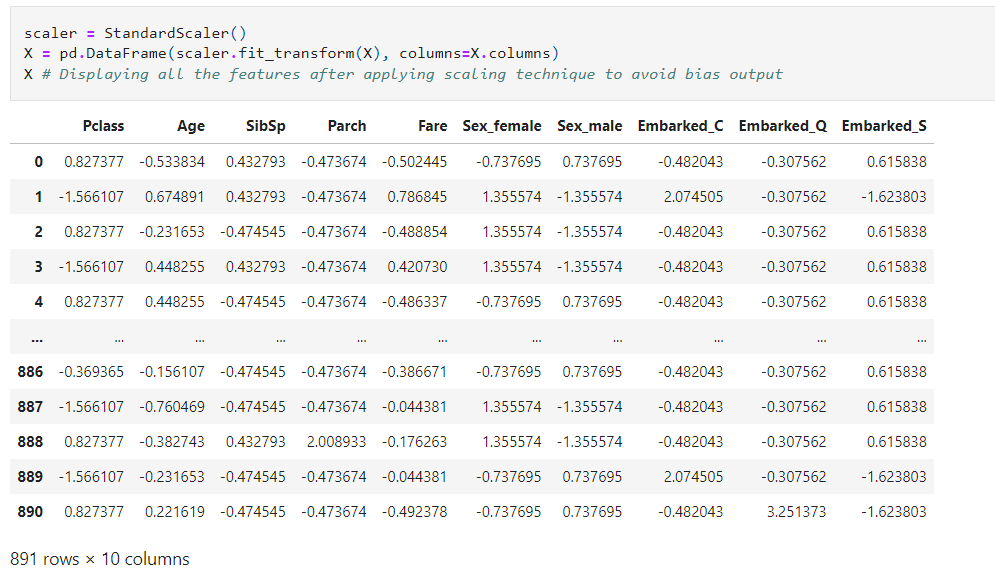 scaler = StandardScaler()
X = pd.DataFrame(scaler.fit_transform(X), columns=X.columns)
X # Displaying all the features after applying scaling technique to avoid bias output
Pclass Age SibSp Parch Fare Sex_female Sex_male Embarked_C Embarked_Q Embarked_S
0 0.827377 -0.533834 0.432793 -0.473674 -0.502445 -0.737695 0.737695 -0.482043 -0.307562 0.615838
1 -1.566107 0.674891 0.432793 -0.473674 0.786845 1.355574 -1.355574 2.074505 -0.307562 -1.623803
2 0.827377 -0.231653 -0.474545 -0.473674 -0.488854 1.355574 -1.355574 -0.482043 -0.307562 0.615838
3 -1.566107 0.448255 0.432793 -0.473674 0.420730 1.355574 -1.355574 -0.482043 -0.307562 0.615838
4 0.827377 0.448255 -0.474545 -0.473674 -0.486337 -0.737695 0.737695 -0.482043 -0.307562 0.615838
... ... ... ... ... ... ... ... ... ... ...
886 -0.369365 -0.156107 -0.474545 -0.473674 -0.386671 -0.737695 0.737695 -0.482043 -0.307562 0.615838
887 -1.566107 -0.760469 -0.474545 -0.473674 -0.044381 1.355574 -1.355574 -0.482043 -0.307562 0.615838
888 0.827377 -0.382743 0.432793 2.008933 -0.176263 1.355574 -1.355574 -0.482043 -0.307562 0.615838
889 -1.566107 -0.231653 -0.474545 -0.473674 -0.044381 -0.737695 0.737695 2.074505 -0.307562 -1.623803
890 0.827377 0.221619 -0.474545 -0.473674 -0.492378 -0.737695 0.737695 -0.482043 3.251373 -1.623803
891 rows × 10 columns